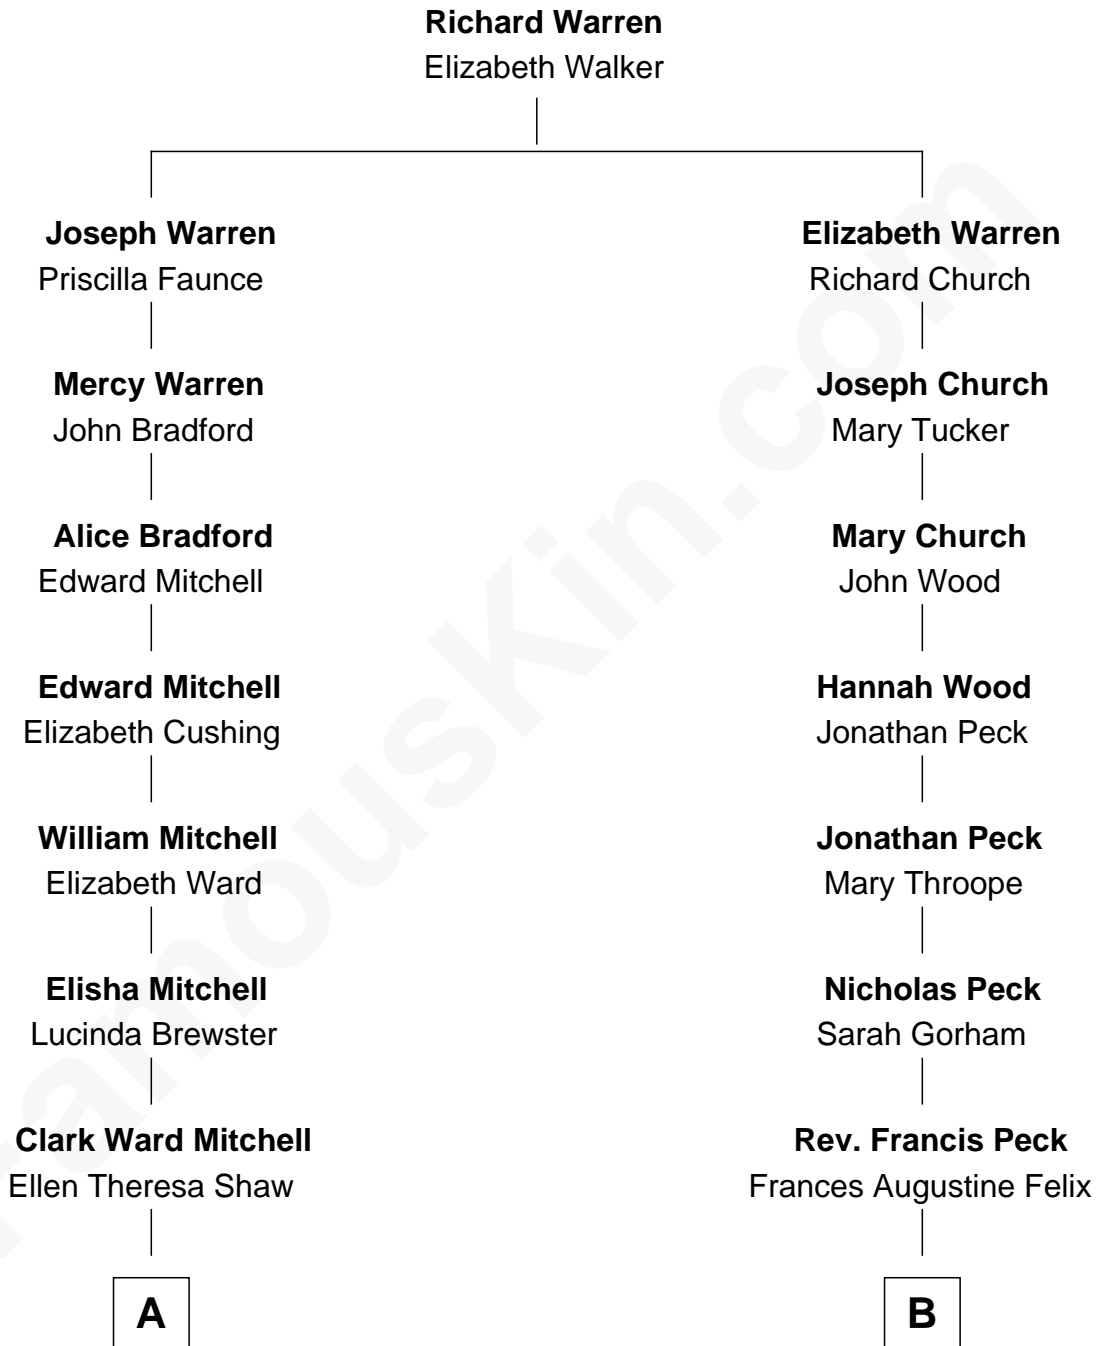 Richard Warren
Elizabeth Walker
Joseph Warren
Priscilla Faunce
Mercy Warren
John Bradford
Alice Bradford
Edward Mitchell
Edward Mitchell
Elizabeth Cushing
William Mitchell
Elizabeth Ward
Elisha Mitchell
Lucinda Brewster
Clark Ward Mitchell
Ellen Theresa Shaw
A
Elizabeth Warren
Richard Church
Joseph Church
Mary Tucker
Mary Church
John Wood
Hannah Wood
Jonathan Peck
Jonathan Peck
Mary Throope
Nicholas Peck
Sarah Gorham
Rev. Francis Peck
Frances Augustine Felix
B
FamousKin.com